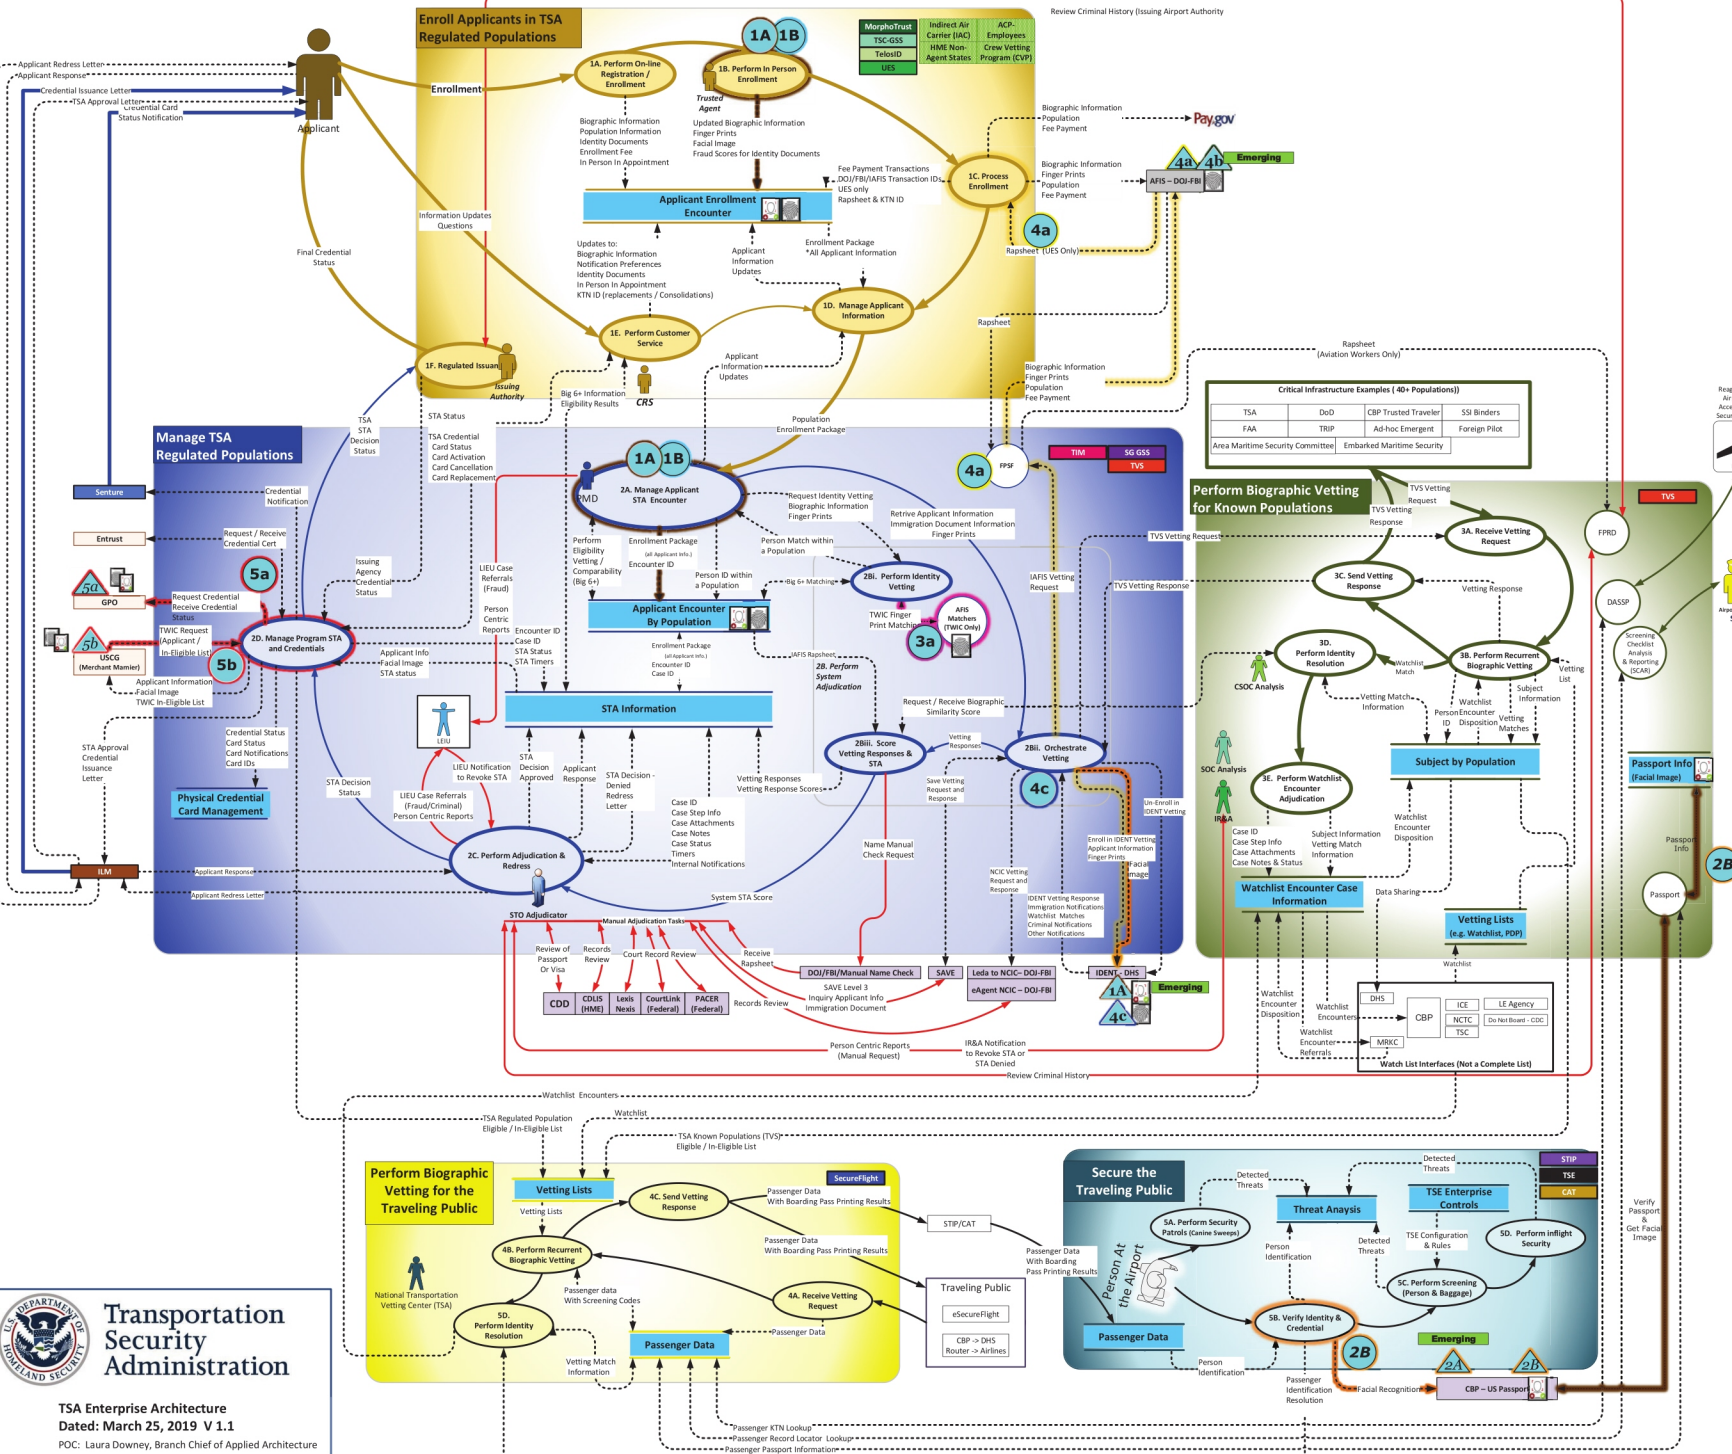 Review Criminal History (Issuing Airport Authority
Enroll Applicants in TSA
Regulated Populations
1A
1B
MorphoTrust
TSC-GSS
TelosID
UES
Indirect Air
Carrier (IAC)
HME Non-
Agent States
ACP-
Employees
Crew Vetting
Program (CVP)
Applicant Redress Letter
Applicant Response
Credential Issuance Letter
TSA Approval Letter
Credential Card
Status Notification
Applicant
Enrollment
1A. Perform On-line
Registration /
Enrollment
1B. Perform In Person
Enrollment
Trusted
Agent
Biographic Information
Population Information
Identity Documents
Enrollment Fee
In Person In Appointment
Updated Biographic Information
Finger Prints
Facial Image
Fraud Scores for Identity Documents
Fee Payment Transactions
DOJ/FBI/IAFIS Transaction IDs
UES only
Rapsheet & KTN ID
1C. Process
Enrollment
Biographic Information
Population
Fee Payment
Pay.gov
Biographic Information
Finger Prints
Population
Fee Payment
4a
4b
Emerging
AFIS – DOJ-FBI
Applicant Enrollment
Encounter
4a
Rapsheet (UES Only)
Information Updates
Questions
Final Credential
Status
Updates to:
Biographic Information
Notification Preferences
Identity Documents
In Person In Appointment
KTN ID (replacements / Consolidations)
Applicant
Information
Updates
Enrollment Package
*All Applicant Information
1D. Manage Applicant
Information
1E. Perform Customer
Service
1F. Regulated Issuan
Issuing
Authority
CRS
Applicant
Information
Updates
Big 6+ Information
Eligibility Results
Rapsheet
Biographic Information
Finger Prints
Population
Fee Payment
Rapsheet
(Aviation Workers Only)
Critical Infrastructure Examples ( 40+ Populations))
TSA
DoD
CBP Trusted Traveler
SSI Binders
FAA
TRIP
Ad-hoc Emergent
Foreign Pilot
Area Maritime Security Committee
Embarked Maritime Security
Manage TSA
Regulated Populations
TSA
STA
Decision
Status
STA Status
TSA Credential
Card Status
Card Activation
Card Cancellation
Card Replacement
Population
Enrollment Package
1A
1B
PMD
2A. Manage Applicant
STA Encounter
4a
FPSF
TIM
SG GSS
TVS
Senture
Credential
Notification
Entrust
Request / Receive
Credential Cert
5a
5a
GPO
Request Credential
Receive Credential
Status
5b
USCG
(Merchant Mamier)
TWIC Request
(Applicant /
In-Eligible List)
5b
2D. Manage Program STA
and Credentials
Issuing
Agency
Credential
Status
LIEU Case
Referrals
(Fraud)
Person
Centric
Reports
Perform
Eligibility
Vetting /
Comparability
(Big 6+)
Enrollment Package
(all Applicant Info.)
Encounter ID
Person ID within
a Population
Request Identity Vetting
Biographic Information
Finger Prints
Person Match within
a Population
Retrive Applicant Information
Immigration Document Information
Finger Prints
Big 6+ Matching
2Bi. Perform Identity
Vetting
TWIC Finger
Print Matching
AFIS
Matchers
(TWIC Only)
3a
IAFIS Vetting
Request
TVS Vetting Request
TVS Vetting Response
Applicant Encounter
By Population
IAFIS Rapsheet
2B. Perform
System
Adjudication
Enrollment Package
(all Applicant Info.)
Encounter ID
Case ID
Encounter ID
Case ID
STA Status
STA Timers
Applicant Info
Facial Image
STA status
Applicant Information
Facial Image
TWIC In-Eligible List
STA Information
LEIU
Request / Receive Biographic
Similarity Score
2Biii. Score
Vetting Responses &
STA
Vetting
Responses
2Bii. Orchestrate
Vetting
4c
STA Approval
Credential
Issuance
Letter
Credential Status
Card Status
Card Notifications
Card IDs
Physical Credential
Card Management
STA Decision
Status
LIEU Notification
to Revoke STA
LIEU Case Referrals
(Fraud/Criminal)
Person Centric Reports
STA
Decision
Approved
Applicant
Response
STA Decision -
Denied
Redress
Letter
Case ID
Case Step Info
Case Attachments
Case Notes
Case Status
Timers
Internal Notifications
Vetting Responses
Vetting Response Scores
Save Vetting
Request and
Response
Un-Enroll in
IDENT Vetting
Enroll in IDENT Vetting
Applicant Information
Finger Prints
Facial
Image
Name Manual
Check Request
NCIC Vetting
Request and
Response
IDENT Vetting Response
Immigration Notifications
Watchlist Matches
Criminal Notifications
Other Notifications
2C. Perform Adjudication &
Redress
ILM
Applicant Response
Applicant Redress Letter
System STA Score
STO Adjudicator
Manual Adjudication Tasks
Review of
Passport
Or Visa
Records
Review
Court Record Review
Receive
Rapsheet
CDD
CDLIS
(HME)
Lexis
Nexis
CourtLink
(Federal)
PACER
(Federal)
Records Review
DOJ/FBI/Manual Name Check
SAVE
SAVE Level 3
Inquiry Applicant Info
Immigration Document
Leda to NCIC– DOJ-FBI
eAgent NCIC – DOJ-FBI
IDENT - DHS
1A
4c
Emerging
Person Centric Reports
(Manual Request)
IR&A Notification
to Revoke STA or
STA Denied
Review Criminal History
Perform Biographic Vetting
for Known Populations
TVS
TVS Vetting
Request
TVS Vetting
Response
3A. Receive Vetting
Request
FPRD
3C. Send Vetting
Response
Vetting Response
DASSP
3D.
Perform Identity
Resolution
Watchlist
Match
3B. Perform Recurrent
Biographic Vetting
Vetting
List
Screening
Checklist
Analysis
& Reporting
(SCAR)
CSOC Analysis
Vetting Match
Information
Person
ID
Watchlist
Encounter
Disposition
Vetting
Matches
Subject
Information
SOC Analysis
IR&A
3E. Perform Watchlist
Encounter
Adjudication
Subject by Population
Passport Info
(Facial Image)
Case ID
Case Step Info
Case Attachments
Case Notes & Status
Subject Information
Vetting Match
Information
Watchlist
Encounter
Disposition
Passport
Info
2B
Watchlist Encounter Case
Information
Data Sharing
Vetting Lists
(e.g. Watchlist, PDP)
Passport
Watchlist
Watchlist
Encounter
Disposition
Watchlist
Encounters
Watchlist
Encounter
Referrals
DHS
CBP
MRKC
ICE
NCTC
TSC
LE Agency
Do Not Board - CDC
Watch List Interfaces (Not a Complete List)
Watchlist Encounters
TSA Regulated Population
Eligible / In-Eligible List
Watchlist
TSA Known Populations (TVS)
Eligible / In-Eligible List
Perform Biographic
Vetting for the
Traveling Public
SecureFlight
Vetting Lists
Vetting Lists
4C. Send Vetting
Response
Passenger Data
With Boarding Pass Printing Results
Passenger Data
With Boarding Pass Printing Results
STIP/CAT
4B. Perform Recurrent
Biographic Vetting
National Transportation
Vetting Center (TSA)
Passenger data
With Screening Codes
4A. Receive Vetting
Request
5D.
Perform Identity
Resolution
Passenger Data
Passenger Data
Vetting Match
Information
Traveling Public
eSecureFlight
CBP -> DHS
Router -> Airlines
Passenger Data
With Boarding
Pass Printing Results
Secure the
Traveling Public
STIP
TSE
CAT
Detected
Threats
Detected
Threats
Threat Anaysis
TSE Enterprise
Controls
5A. Perform Security
Patrols (Canine Sweeps)
Person At
the Airport
Person
Identification
Detected
Threats
TSE Configuration
& Rules
5D. Perform inflight
Security
5C. Perform Screening
(Person & Baggage)
5B. Verify Identity &
Credential
Passenger Data
Person
Identification
2B
Emerging
2A
2B
Passenger
Identification
Resolution
Facial Recognition
CBP – US Passport
Verify
Passport
&
Get Facial
Image
Passenger KTN Lookup
Passenger Record Locator Lookup
Passenger Passport Information
U.S. DEPARTMENT OF
HOMELAND SECURITY
Transportation
Security
Administration
TSA Enterprise Architecture
Dated: March 25, 2019 V 1.1
POC: Laura Downey, Branch Chief of Applied Architecture